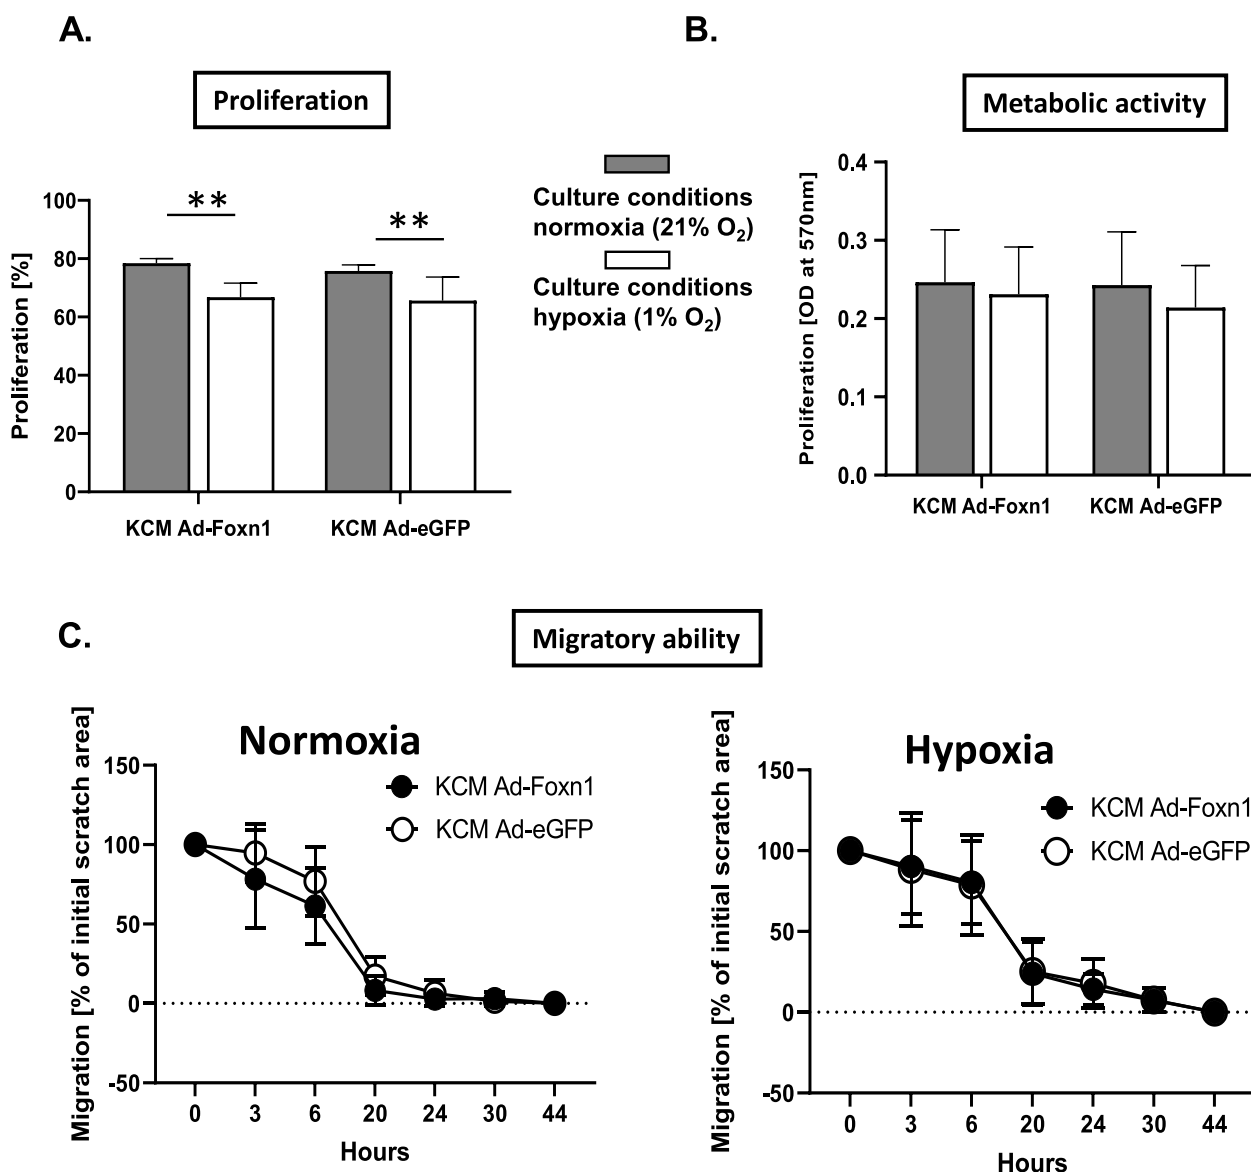 A.
Proliferation
Proliferation [%]
100
80
60
40
20
0
**
**
KCM Ad-Foxn1
KCM Ad-eGFP
Culture conditions
normoxia (21% O₂)
Culture conditions
hypoxia (1% O₂)
B.
Metabolic activity
Proliferation [OD at 570nm]
0.4
0.3
0.2
0.1
0.0
KCM Ad-Foxn1
KCM Ad-eGFP
C.
Migratory ability
Normoxia
Migration [% of initial scratch area]
150
100
50
0
-50
KCM Ad-Foxn1
KCM Ad-eGFP
0 3 6 20 24 30 44
Hours
Hypoxia
Migration [% of initial scratch area]
150
100
50
0
-50
KCM Ad-Foxn1
KCM Ad-eGFP
0 3 6 20 24 30 44
Hours